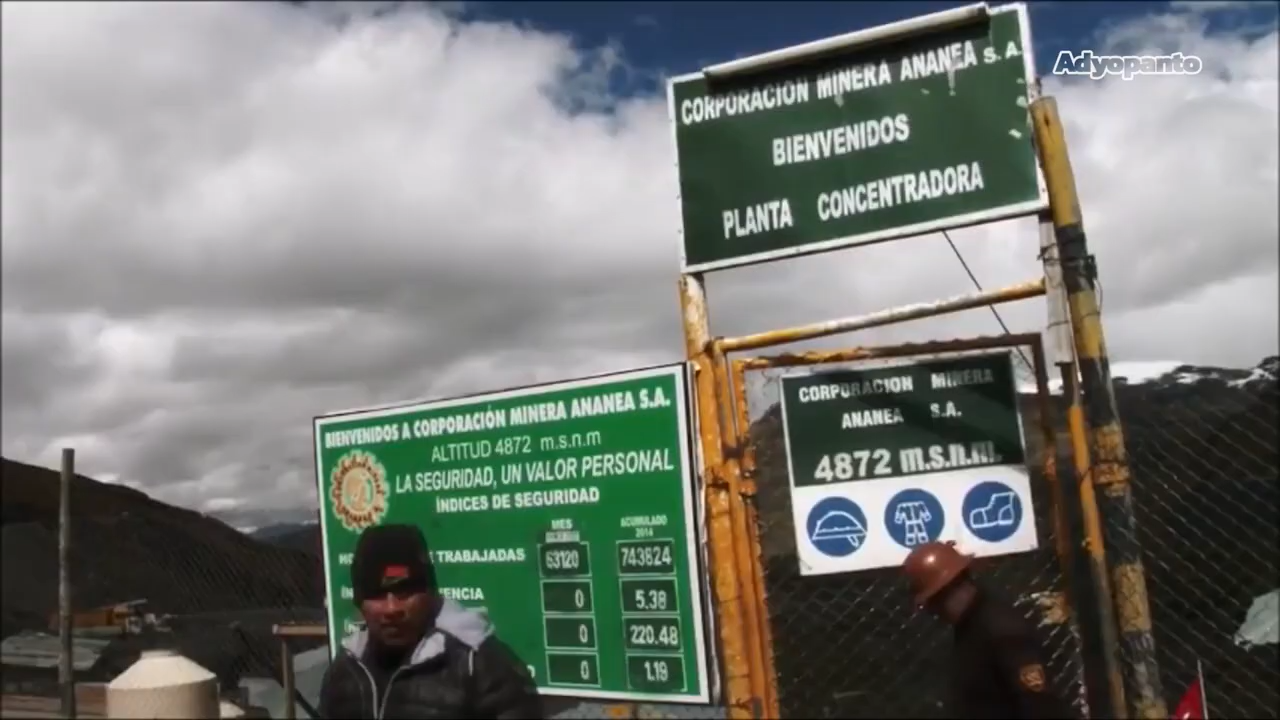 Adyopanto
CORPORACION MINERA ANANEA S.A.
BIENVENIDOS
PLANTA CONCENTRADORA
CORPORACION MINERA
ANANEA S.A.
4872 m.s.n.m.
BIENVENIDOS A CORPORACIÓN MINERA ANANEA S.A.
ALTITUD 4872 m.s.n.m
LA SEGURIDAD, UN VALOR PERSONAL
ÍNDICES DE SEGURIDAD
MES ACUMULADO
DICIEMBRE 2014
TRABAJADAS 63120 743824
0 5.38
0 220.48
0 1.19